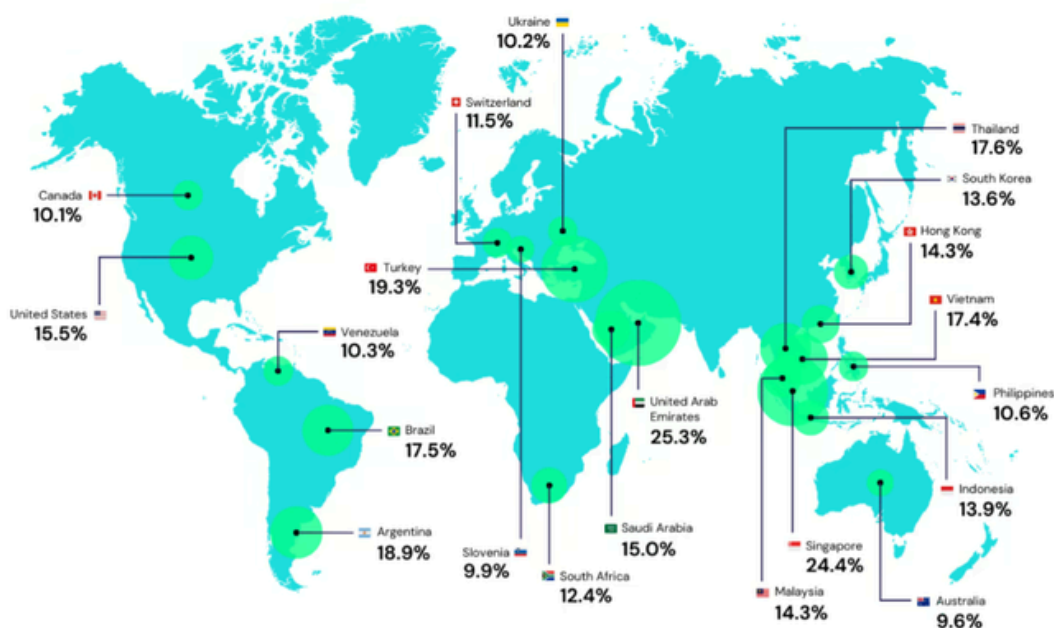 Ukraine
10.2%
Switzerland
11.5%
Thailand
17.6%
South Korea
13.6%
Canada
10.1%
Hong Kong
14.3%
Turkey
19.3%
Vietnam
17.4%
United States
15.5%
Venezuela
10.3%
Philippines
10.6%
United Arab
Emirates
25.3%
Brazil
17.5%
Indonesia
13.9%
Argentina
18.9%
Saudi Arabia
15.0%
Slovenia
9.9%
Singapore
24.4%
South Africa
12.4%
Malaysia
14.3%
Australia
9.6%